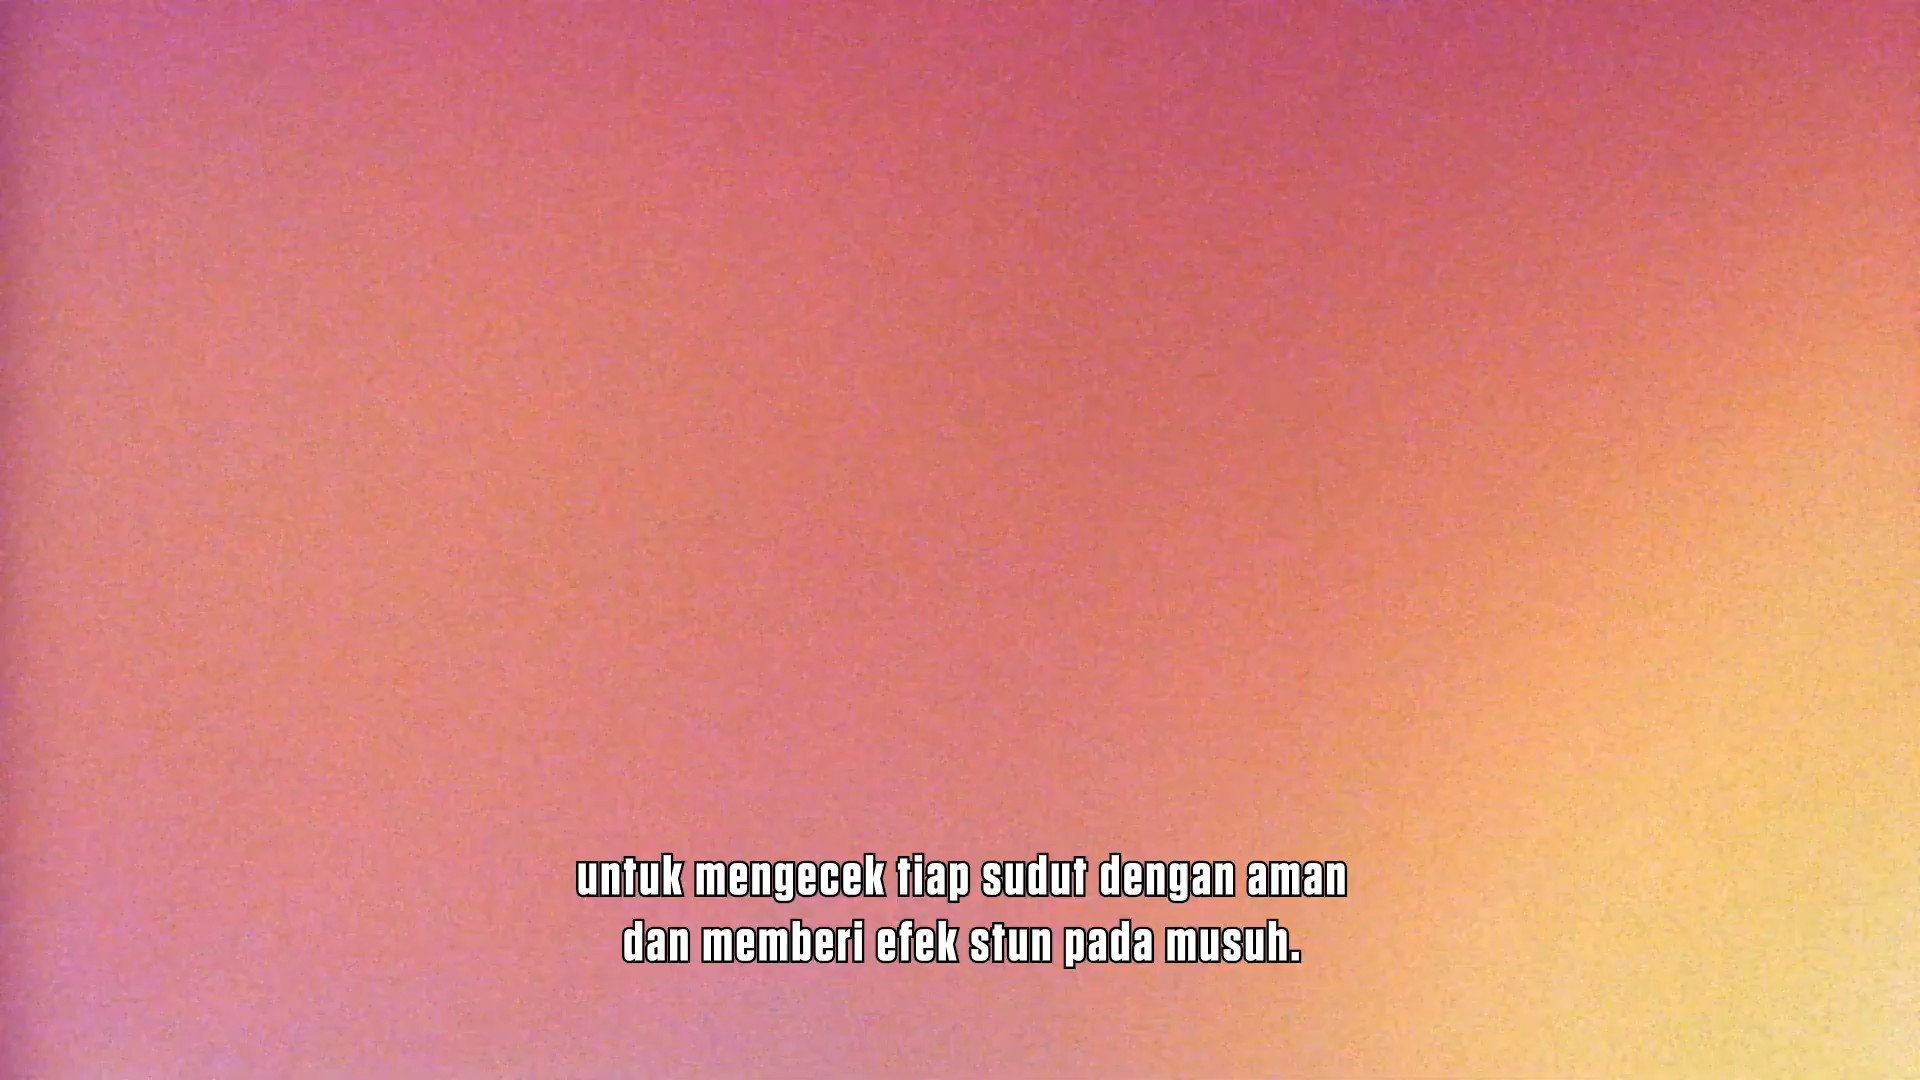 untuk mengecek tiap sudut dengan aman
dan memberi efek stun pada musuh.